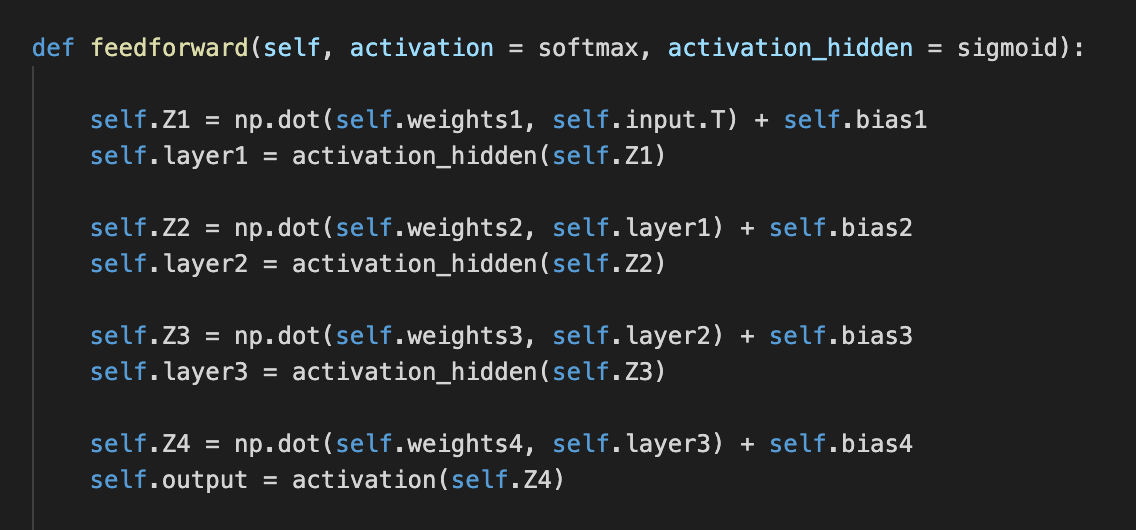 def feedforward(self, activation = softmax, activation_hidden = sigmoid):
self.Z1 = np.dot(self.weights1, self.input.T) + self.bias1
self.layer1 = activation_hidden(self.Z1)
self.Z2 = np.dot(self.weights2, self.layer1) + self.bias2
self.layer2 = activation_hidden(self.Z2)
self.Z3 = np.dot(self.weights3, self.layer2) + self.bias3
self.layer3 = activation_hidden(self.Z3)
self.Z4 = np.dot(self.weights4, self.layer3) + self.bias4
self.output = activation(self.Z4)